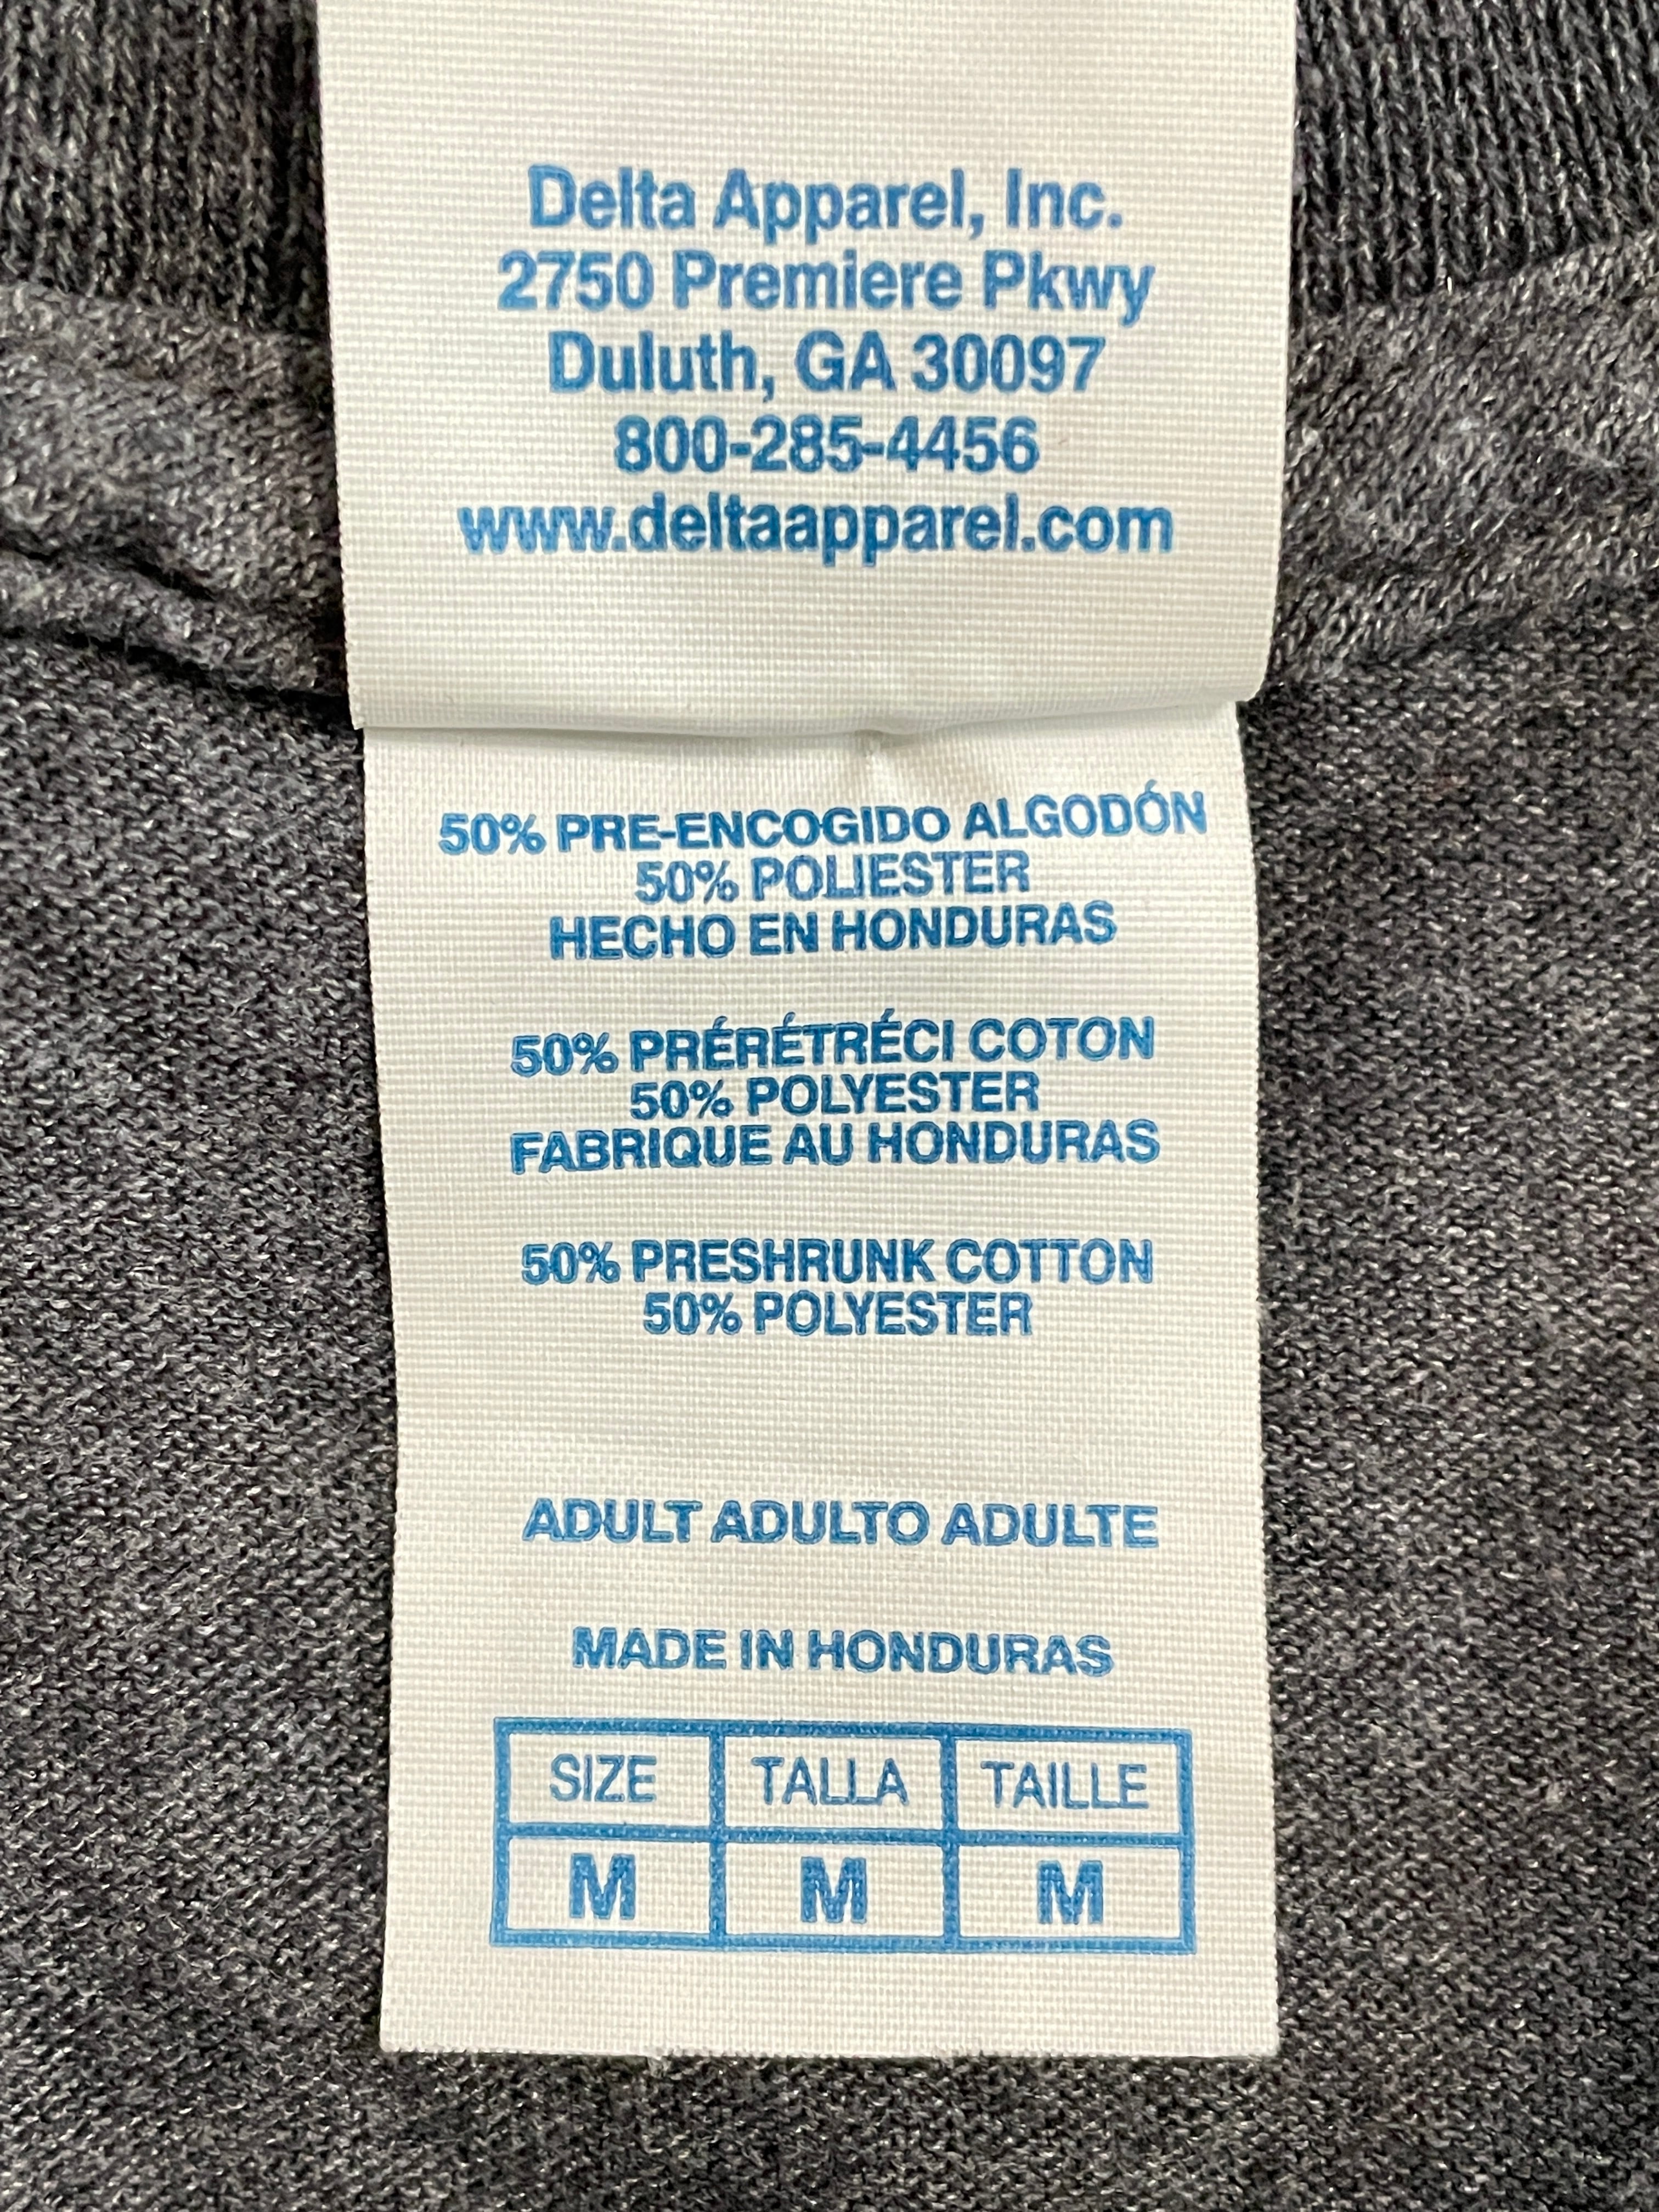 Delta Apparel, Inc.
2750 Premiere Pkwy
Duluth, GA 30097
800-285-4456
www.deltaapparel.com
50% PRE-ENCOGIDO ALGODÓN
50% POLIESTER
HECHO EN HONDURAS
50% PRÉRÉTRÉCI COTON
50% POLYESTER
FABRIQUE AU HONDURAS
50% PRESHRUNK COTTON
50% POLYESTER
ADULT ADULTO ADULTE
MADE IN HONDURAS
SIZE TALLA TAILLE
M M M